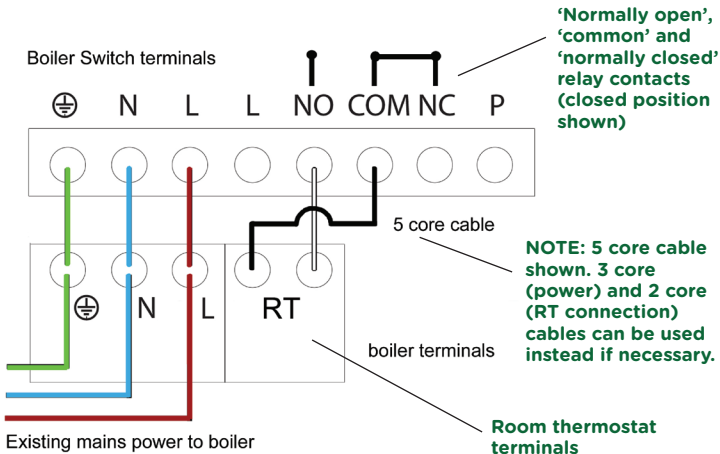 ‘Normally open’,
‘common’ and
‘normally closed’
relay contacts
(closed position
shown)
Boiler Switch terminals
N L L NO COM NC P
5 core cable
NOTE: 5 core cable
shown. 3 core
(power) and 2 core
(RT connection)
cables can be used
instead if necessary.
N L RT
boiler terminals
Room thermostat
terminals
Existing mains power to boiler